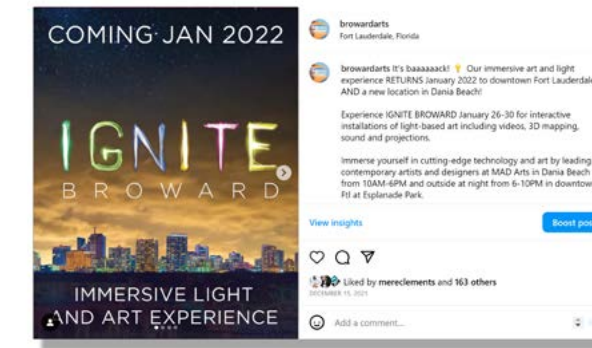 COMING JAN 2022
IGNITE
BROWARD
IMMERSIVE LIGHT
AND ART EXPERIENCE
browardarts
Fort Lauderdale, Florida
browardarts It's baaaaaack! 💡 Our immersive art and light
experience RETURNS January 2022 to downtown Fort Lauderdale
AND a new location in Dania Beach!
Experience IGNITE BROWARD January 26-30 for interactive
installations of light-based art including videos, 3D mapping,
sound and projections.
Immerse yourself in cutting-edge technology and art by leading
contemporary artists and designers at MAD Arts in Dania Beach
from 10AM-6PM and outside at night from 6-10PM in downtown
Ftl at Esplanade Park.
View insights
Boost pos
Liked by mereclements and 163 others
DECEMBER 15, 2021
Add a comment...